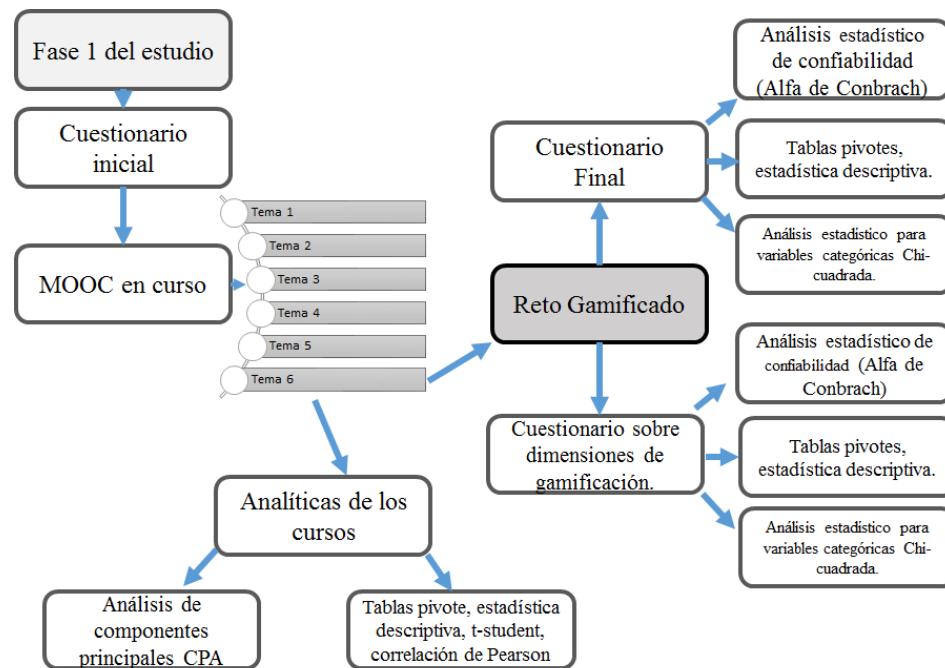 Fase 1 del estudio
Cuestionario
inicial
MOOC en curso
Tema 1
Tema 2
Tema 3
Tema 4
Tema 5
Tema 6
Reto Gamificado
Cuestionario
Final
Análisis estadístico
de confiabilidad
(Alfa de Conbrach)
Tablas pivotes,
estadística descriptiva.
Análisis estadístico para
variables categóricas Chi-
cuadrada.
Cuestionario sobre
dimensiones de
gamificación.
Análisis estadístico de
confiabilidad (Alfa de
Conbrach)
Tablas pivotes,
estadística descriptiva.
Análisis estadístico para
variables categóricas Chi-
cuadrada.
Analíticas de los
cursos
Análisis de
componentes
principales CPA
Tablas pivote, estadística
descriptiva, t-student,
correlación de Pearson